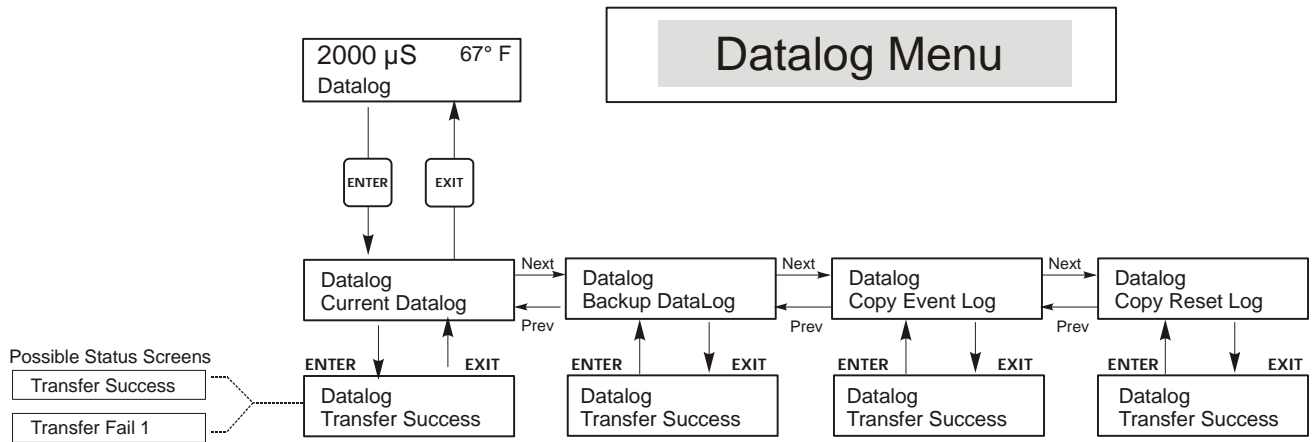 Datalog Menu
2000 µS 67° F
Datalog
ENTER EXIT
Datalog
Current Datalog
Next
Prev
Datalog
Backup DataLog
Next
Prev
Datalog
Copy Event Log
Next
Prev
Datalog
Copy Reset Log
Possible Status Screens
Transfer Success
Transfer Fail 1
ENTER EXIT
Datalog
Transfer Success
ENTER EXIT
Datalog
Transfer Success
ENTER EXIT
Datalog
Transfer Success
ENTER EXIT
Datalog
Transfer Success